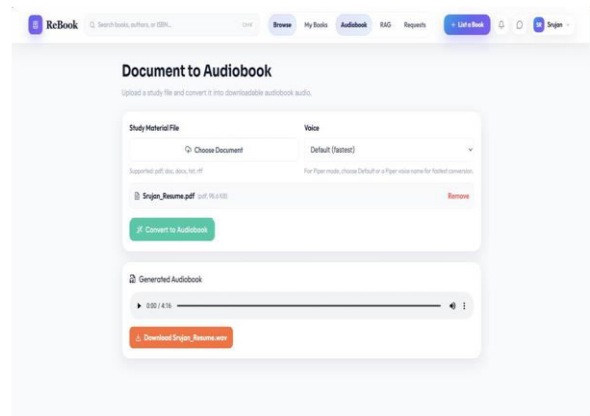 ReBook
Search books, authors, or ISBN...
Browse
My Books
Audiobook
RAG
Requests
+ List a Book
SR
Srujan
Document to Audiobook
Upload a study file and convert it into downloadable audiobook audio.
Study Material File
Voice
Choose Document
Default (fastest)
Supported: pdf, doc, docx, txt, rtf
For Piper mode, choose Default or a Piper voice name for fastest conversion.
Srujan_Resume.pdf
Remove
Convert to Audiobook
Generated Audiobook
0:00 / 4:16
Download Srujan_Resume.wav